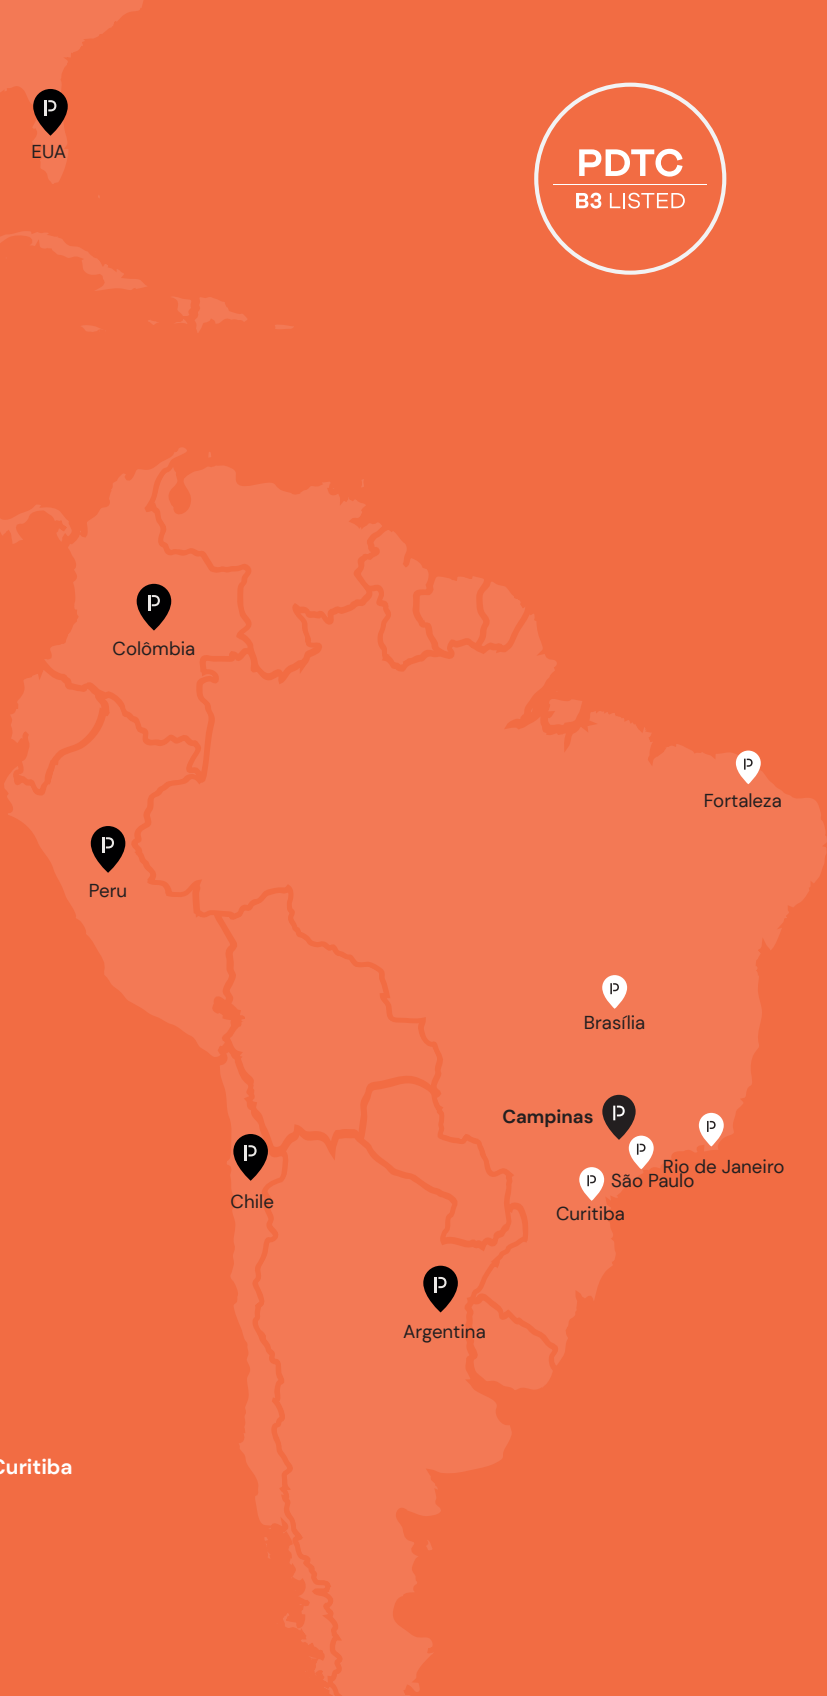 EUA
PDTC
B3 LISTED
Colômbia
Fortaleza
Peru
Brasília
Campinas
Rio de Janeiro
São Paulo
Chile
Curitiba
Argentina
Curitiba